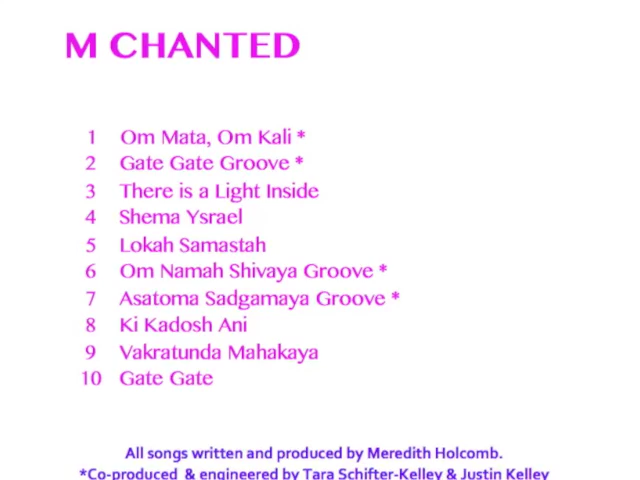 M CHANTED
1 Om Mata, Om Kali *
2 Gate Gate Groove *
3 There is a Light Inside
4 Shema Ysrael
5 Lokah Samastah
6 Om Namah Shivaya Groove *
7 Asatoma Sadgamaya Groove *
8 Ki Kadosh Ani
9 Vakratunda Mahakaya
10 Gate Gate
All songs written and produced by Meredith Holcomb.
*Co-produced & engineered by Tara Schifter-Kelley & Justin Kelley